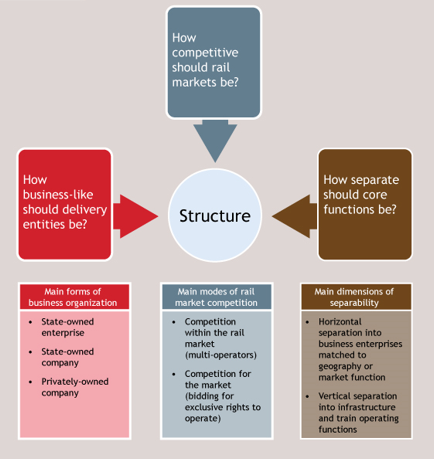 How
competitive
should rail
markets be?
How
business-like
should delivery
entities be?
Structure
How separate
should core
functions be?
Main forms of
business organization
• State-owned
enterprise
• State-owned
company
• Privately-owned
company
Main modes of rail
market competition
• Competition
within the rail
market
(multi-operators)
• Competition for
the market
(bidding for
exclusive rights to
operate)
Main dimensions of
separability
• Horizontal
separation into
business enterprises
matched to
geography or
market function
• Vertical separation
into infrastructure
and train operating
functions